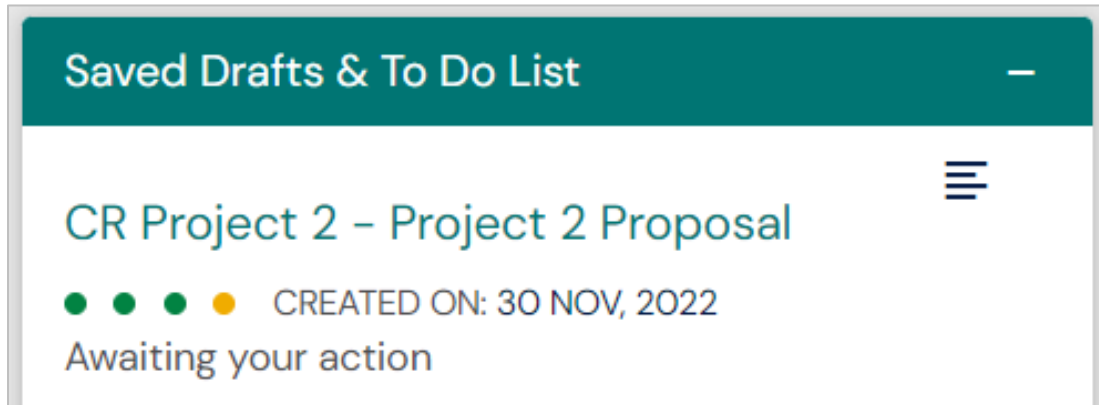 Saved Drafts & To Do List
CR Project 2 - Project 2 Proposal
CREATED ON: 30 NOV, 2022
Awaiting your action